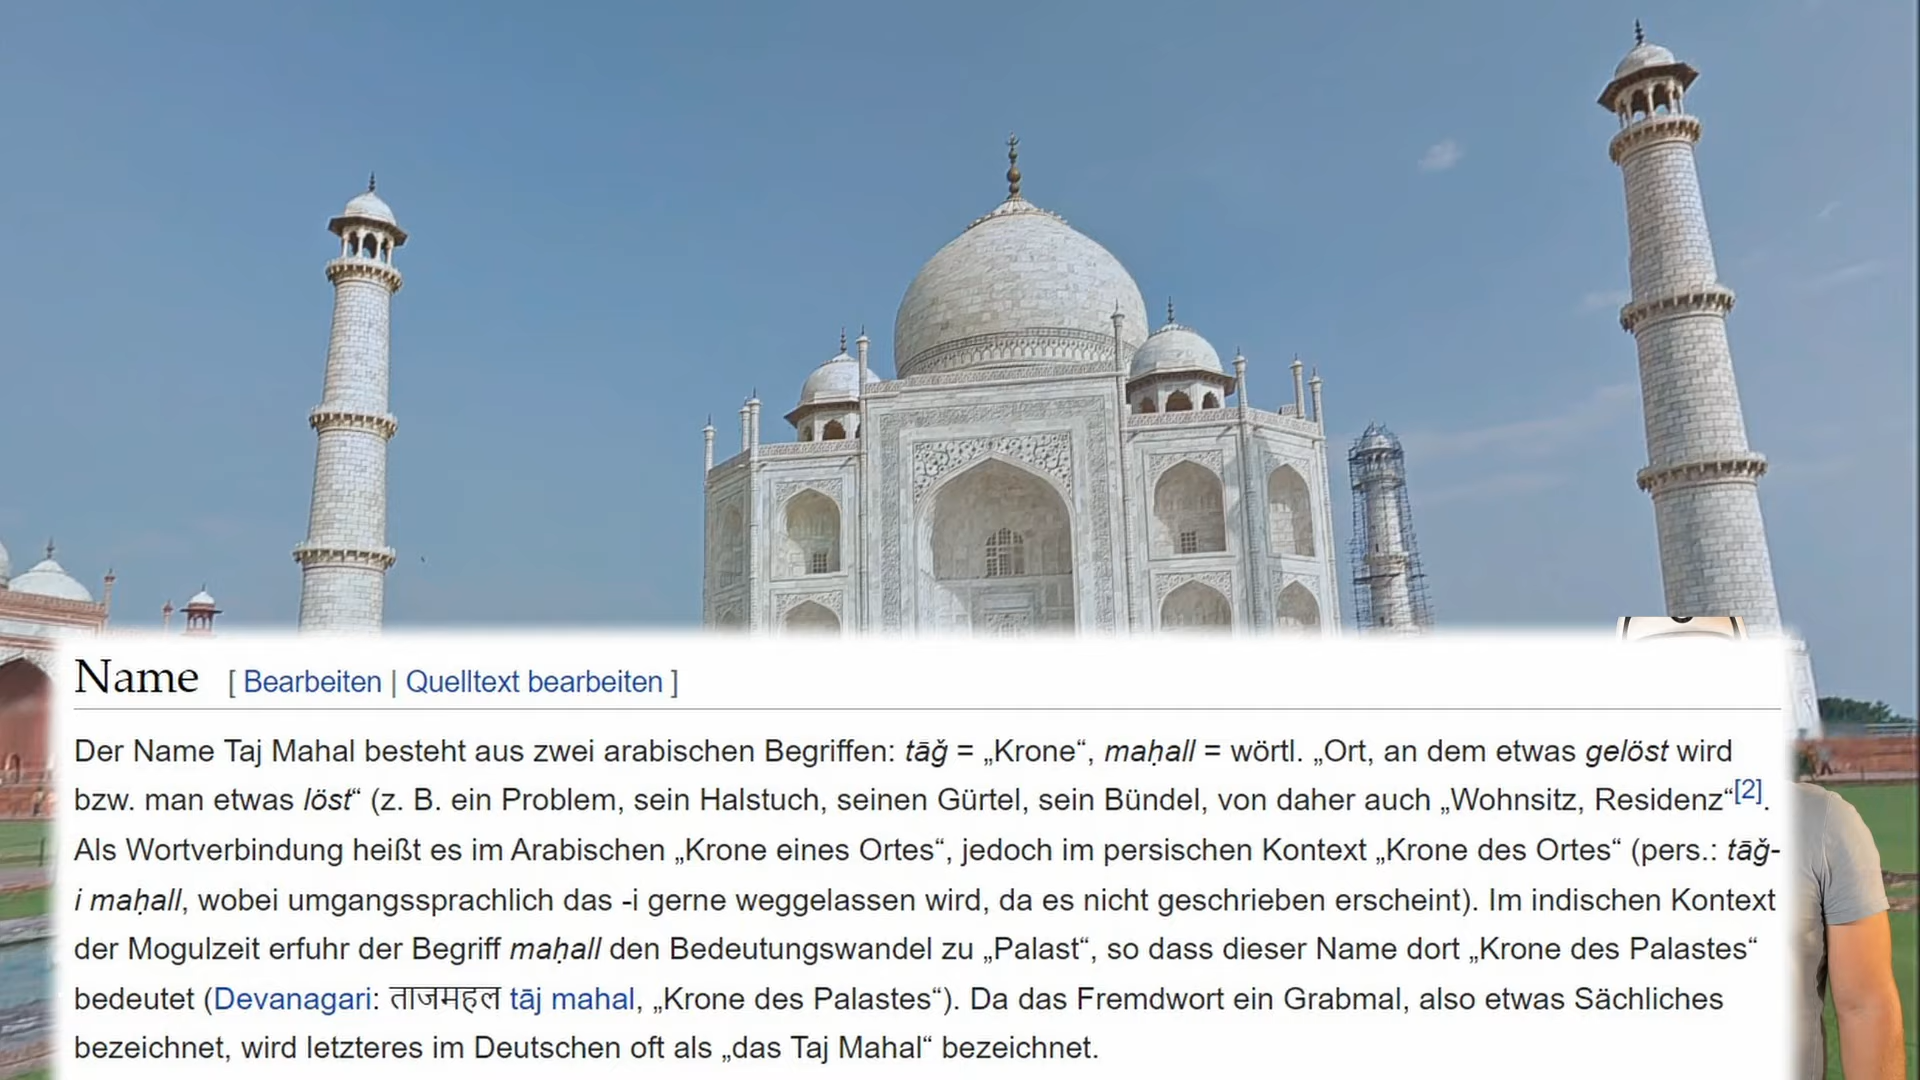 Name [ Bearbeiten | Quelltext bearbeiten ]
Der Name Taj Mahal besteht aus zwei arabischen Begriffen: tāǧ = „Krone“, maḥall = wörtl. „Ort, an dem etwas gelöst wird
bzw. man etwas löst“ (z. B. ein Problem, sein Halstuch, seinen Gürtel, sein Bündel, von daher auch „Wohnsitz, Residenz“[2].
Als Wortverbindung heißt es im Arabischen „Krone eines Ortes“, jedoch im persischen Kontext „Krone des Ortes“ (pers.: tāǧ-
i maḥall, wobei umgangssprachlich das -i gerne weggelassen wird, da es nicht geschrieben erscheint). Im indischen Kontext
der Mogulzeit erfuhr der Begriff maḥall den Bedeutungswandel zu „Palast“, so dass dieser Name dort „Krone des Palastes“
bedeutet (Devanagari: ताजमहल tāj mahal, „Krone des Palastes“). Da das Fremdwort ein Grabmal, also etwas Sächliches
bezeichnet, wird letzteres im Deutschen oft als „das Taj Mahal“ bezeichnet.